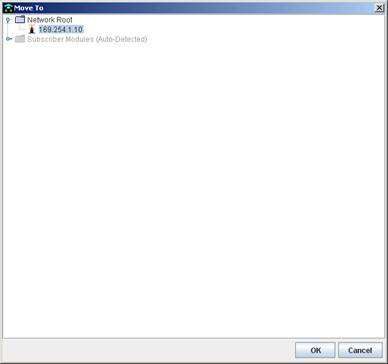 Move To
Network Root
169.254.1.10
Subscriber Modules (Auto-Detected)
OK Cancel